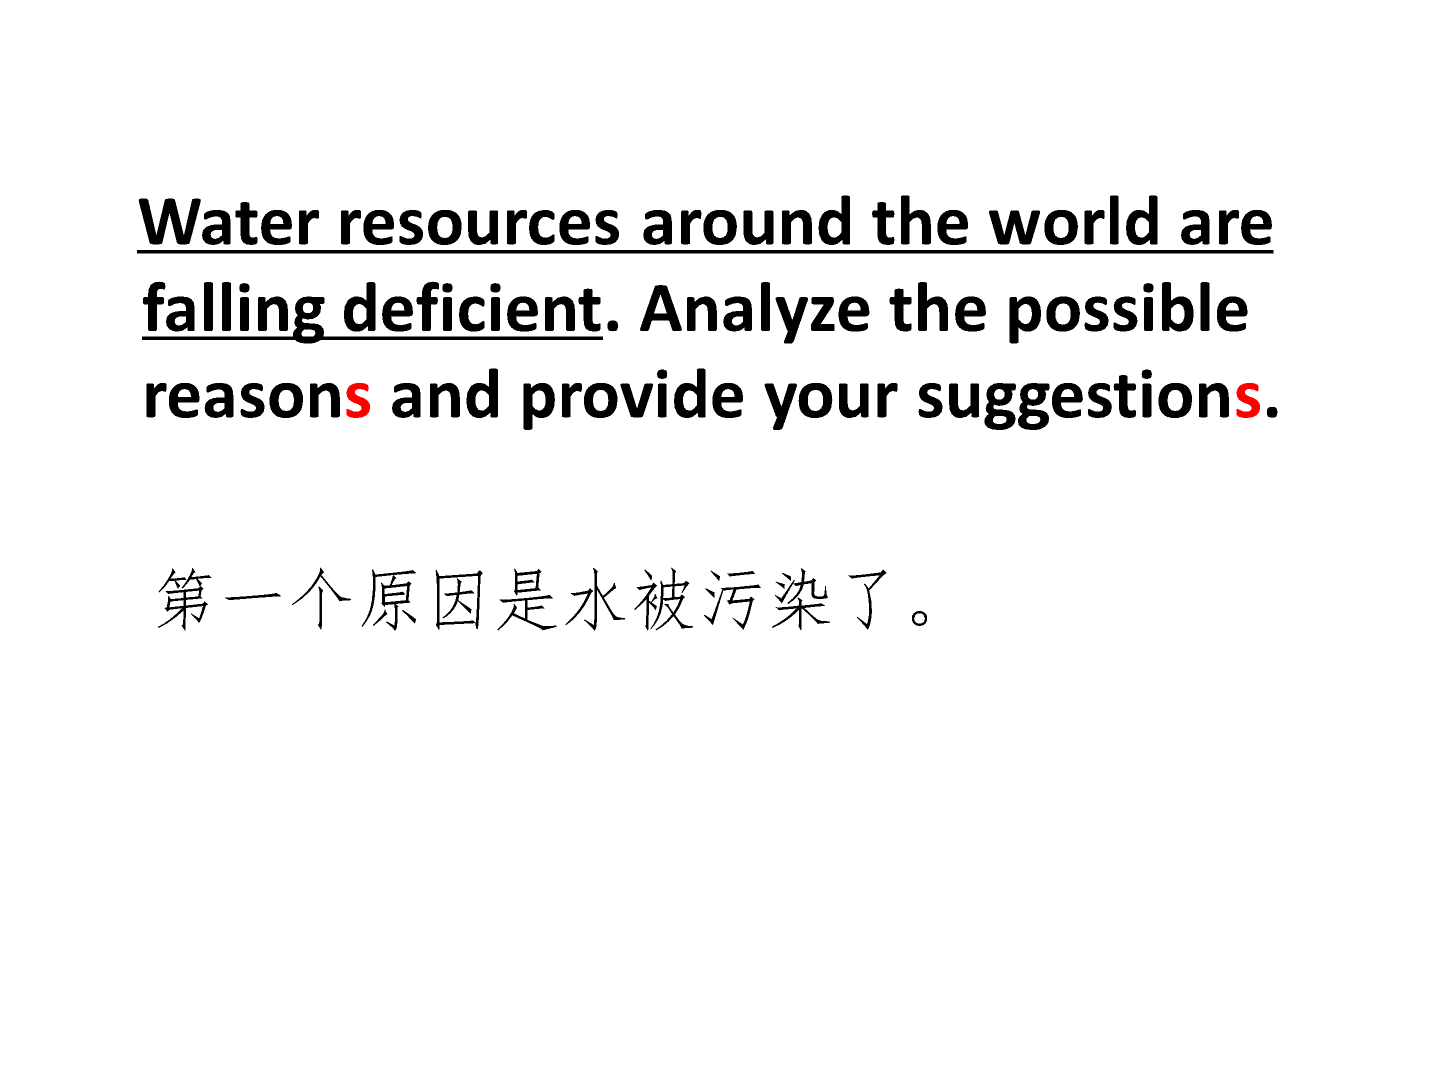 Water resources around the world are
falling deficient. Analyze the possible
reasons and provide your suggestions.
第一个原因是水被污染了。